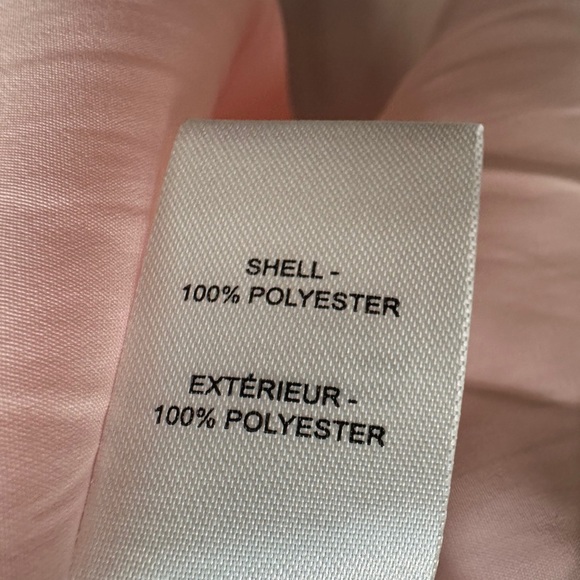 SHELL -
100% POLYESTER
EXTÉRIEUR -
100% POLYESTER